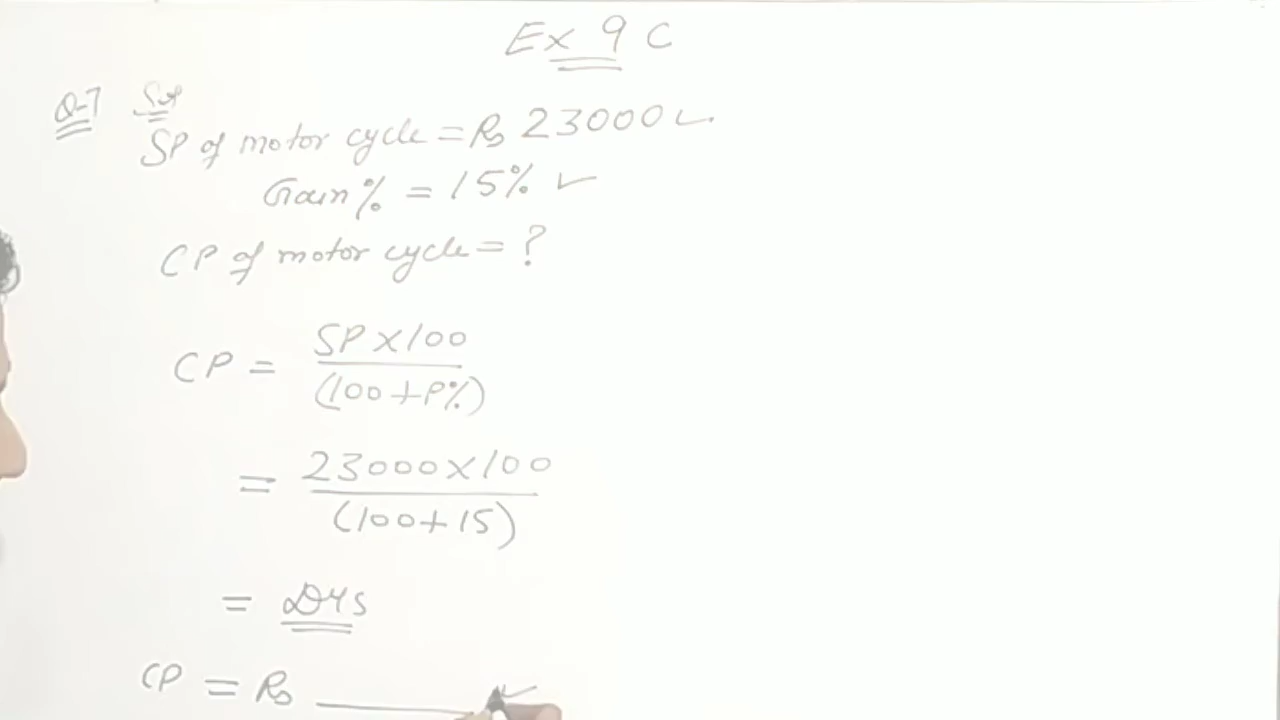 Ex 9 C
Q-7 Sol
SP of motor cycle = Rs 23000
Gain% = 15%
CP of motor cycle = ?
CP = SP×100
(100+P%)
= 23000×100
(100+15)
= DYS
CP = Rs